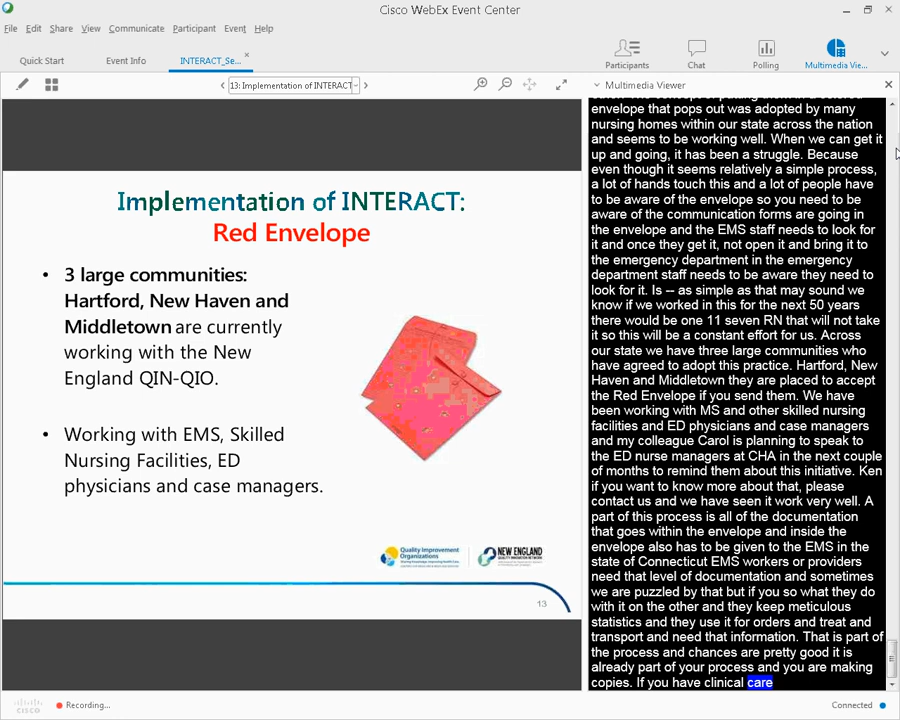 Cisco WebEx Event Center
File Edit Share View Communicate Participant Event Help
Quick Start
Event Info
INTERACT_Se...
Participants
Chat
Polling
Multimedia Vie...
13: Implementation of INTERACT
Multimedia Viewer
Implementation of INTERACT:
Red Envelope
• 3 large communities:
Hartford, New Haven and
Middletown are currently
working with the New
England QIN-QIO.
• Working with EMS, Skilled
Nursing Facilities, ED
physicians and case managers.
Quality Improvement
Organizations
NEW ENGLAND
13
envelope that pops out was adopted by many
nursing homes within our state across the nation
and seems to be working well. When we can get it
up and going, it has been a struggle. Because
even though it seems relatively a simple process,
a lot of hands touch this and a lot of people have
to be aware of the envelope so you need to be
aware of the communication forms are going in
the envelope and the EMS staff needs to look for
it and once they get it, not open it and bring it to
the emergency department in the emergency
department staff needs to be aware they need to
look for it. Is -- as simple as that may sound we
know if we worked in this for the next 50 years
there would be one 11 seven RN that will not take
it so this will be a constant effort for us. Across
our state we have three large communities who
have agreed to adopt this practice. Hartford, New
Haven and Middletown they are placed to accept
the Red Envelope if you send them. We have
been working with MS and other skilled nursing
facilities and ED physicians and case managers
and my colleague Carol is planning to speak to
the ED nurse managers at CHA in the next couple
of months to remind them about this initiative. Ken
if you want to know more about that, please
contact us and we have seen it work very well. A
part of this process is all of the documentation
that goes within the envelope and inside the
envelope also has to be given to the EMS in the
state of Connecticut EMS workers or providers
need that level of documentation and sometimes
we are puzzled by that but if you so what they do
with it on the other and they keep meticulous
statistics and they use it for orders and treat and
transport and need that information. That is part of
the process and chances are pretty good it is
already part of your process and you are making
copies. If you have clinical care
cisco
Recording...
Connected